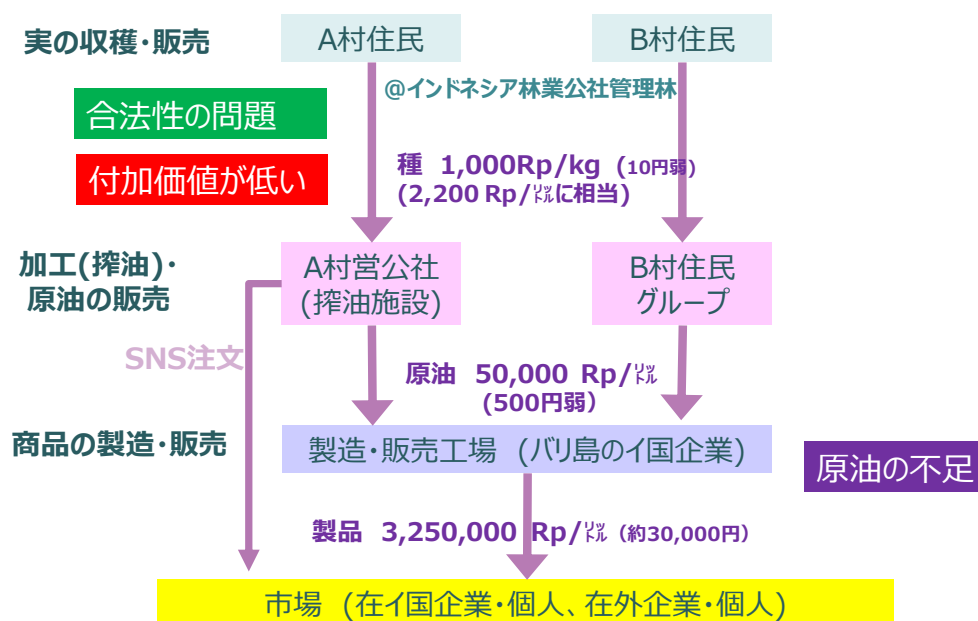 実の収穫・販売
A村住民
B村住民
@インドネシア林業公社管理林
合法性の問題
付加価値が低い
種 1,000Rp/kg (10円弱)
(2,200 Rp/㍑に相当)
加工(搾油)・
原油の販売
A村営公社
(搾油施設)
B村住民
グループ
SNS注文
原油 50,000 Rp/㍑
(500円弱)
商品の製造・販売
製造・販売工場 (バリ島のイ国企業)
原油の不足
製品 3,250,000 Rp/㍑ (約30,000円)
市場 (在イ国企業・個人、在外企業・個人)